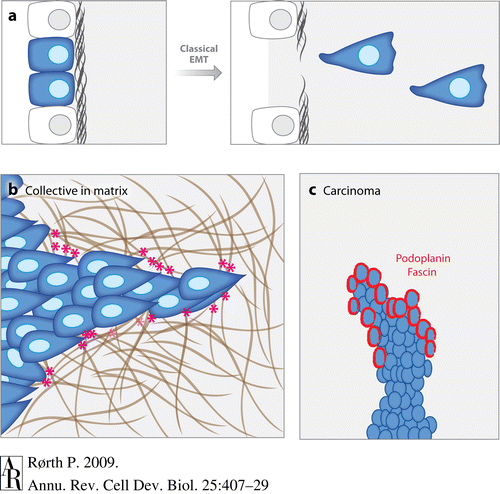 a
Classical
EMT
b Collective in matrix
c Carcinoma
Podoplanin
Fascin
AR
Rørth P. 2009.
Annu. Rev. Cell Dev. Biol. 25:407–29